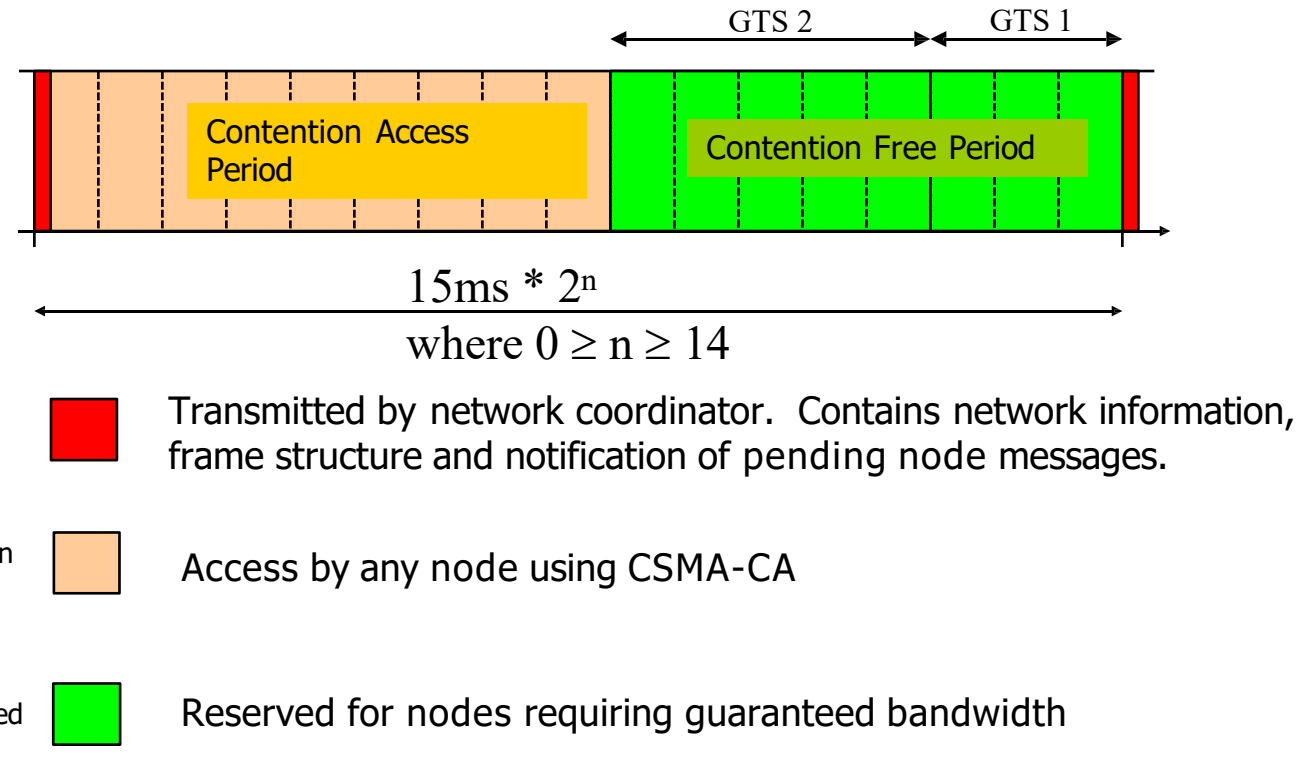 GTS 2 GTS 1
Contention Access
Period
Contention Free Period
15ms * 2ⁿ
where 0 ≥ n ≥ 14
Transmitted by network coordinator. Contains network information,
frame structure and notification of pending node messages.
n
Access by any node using CSMA-CA
ed
Reserved for nodes requiring guaranteed bandwidth